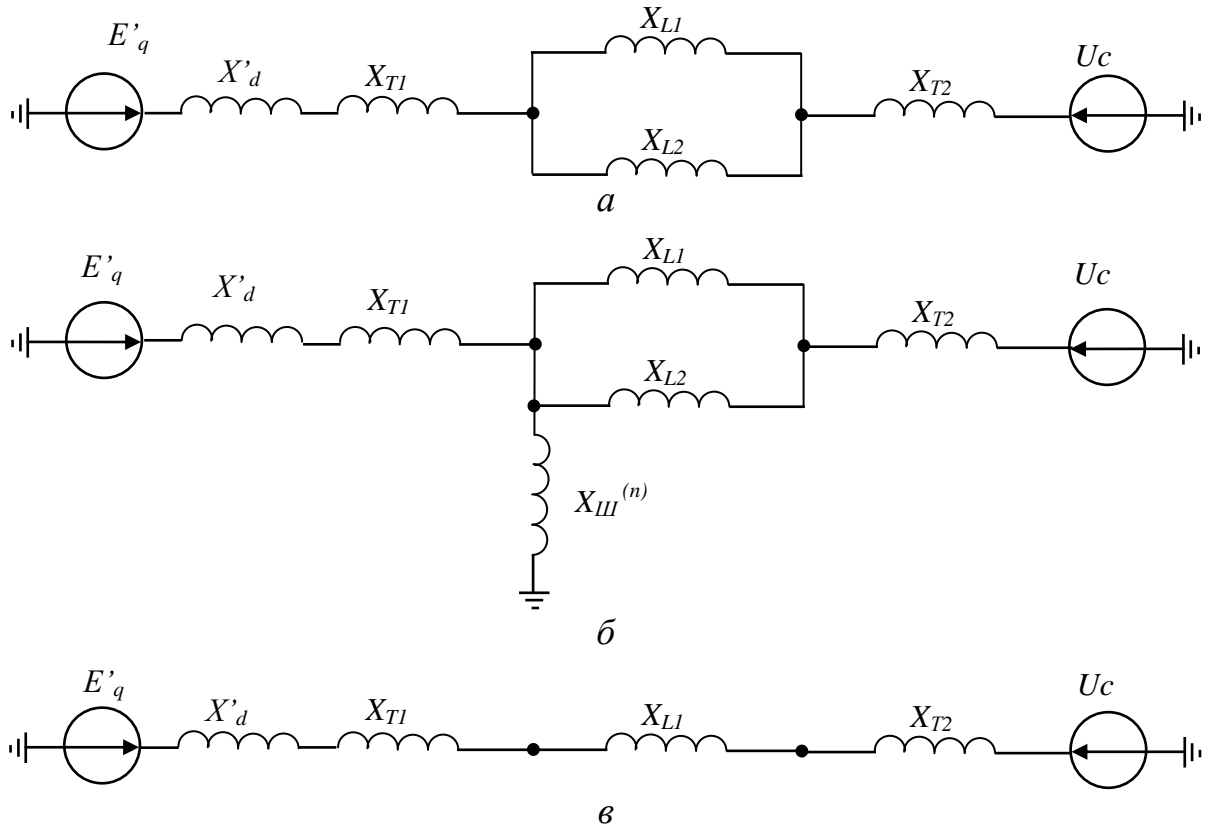 E’q
X’d
XT1
XL1
XL2
XT2
Uc
а
E’q
X’d
XT1
XL1
XL2
XT2
Uc
XШ(n)
б
E’q
X’d
XT1
XL1
XT2
Uc
в